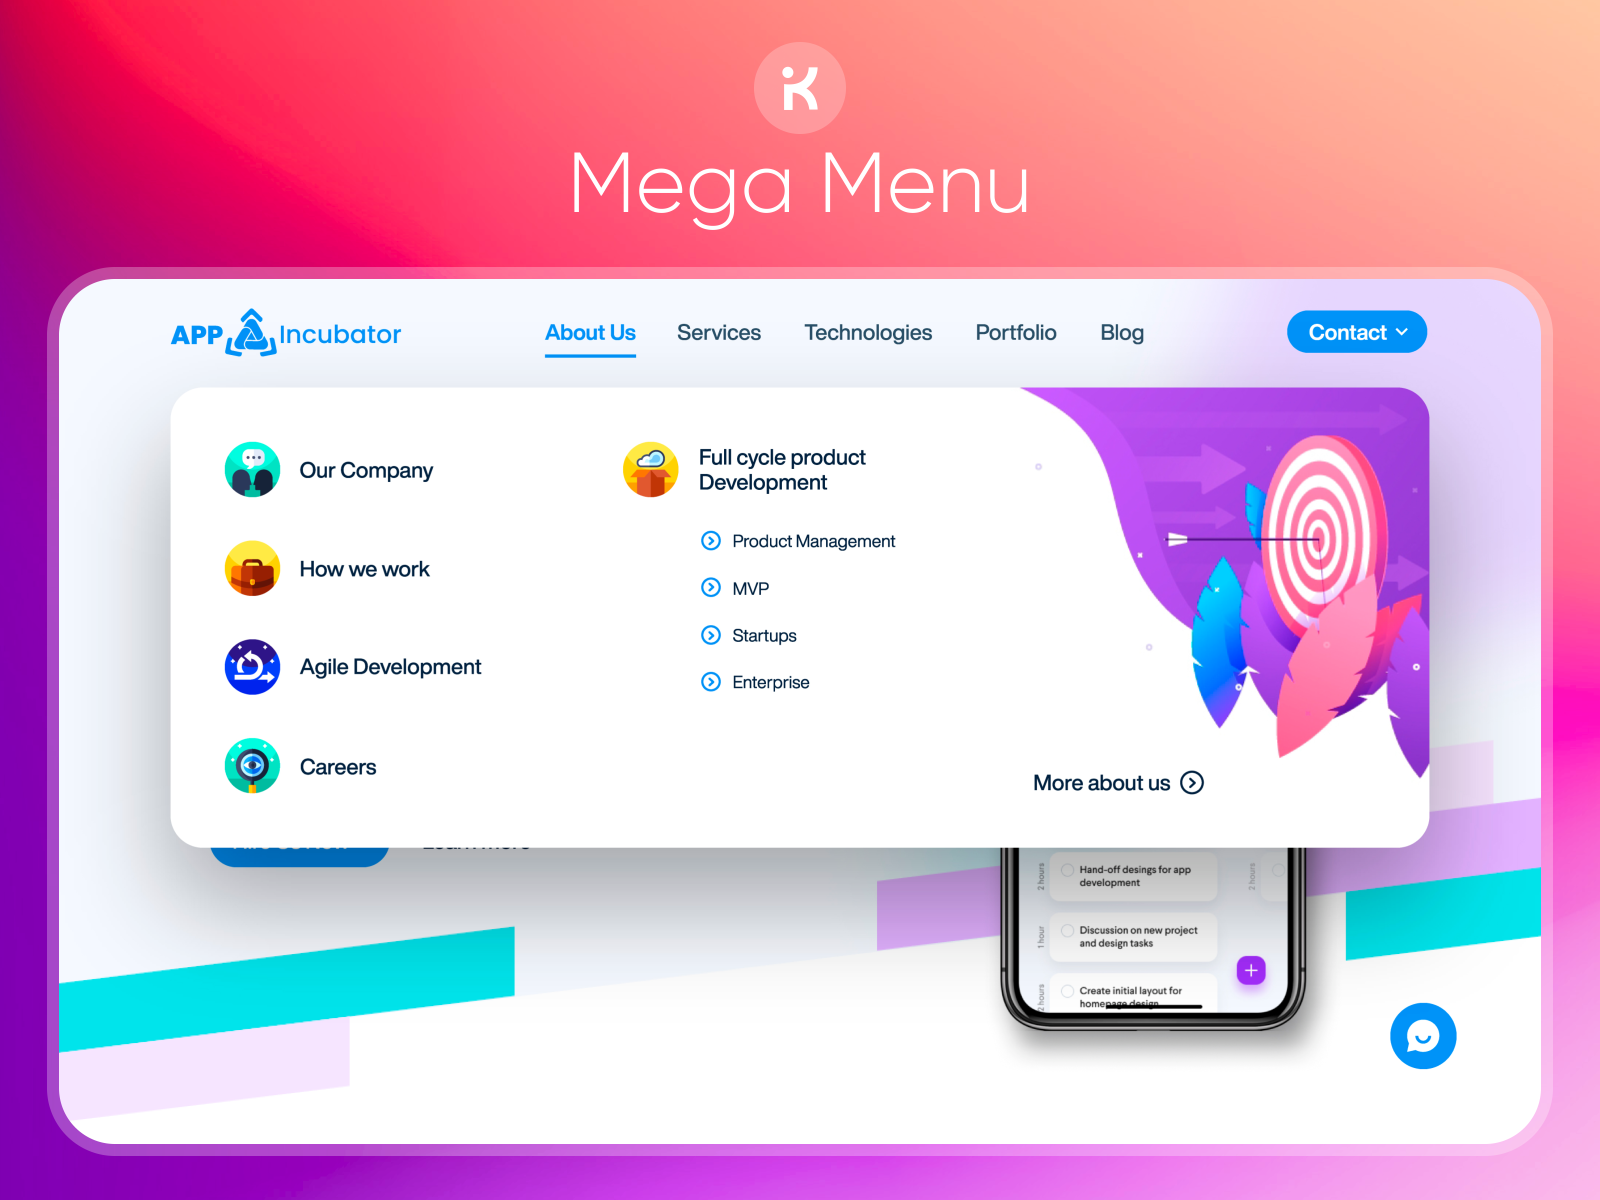 Mega Menu
APP Incubator
About Us
Services
Technologies
Portfolio
Blog
Contact
Our Company
How we work
Agile Development
Careers
Full cycle product
Development
Product Management
MVP
Startups
Enterprise
More about us
2 hours
Hand-off desings for app
development
2 hours
1 hour
Discussion on new project
and design tasks
2 hours
Create initial layout for
homepage design